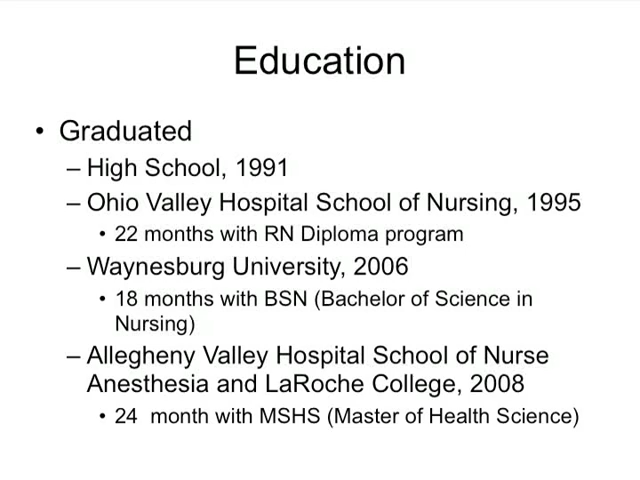 Education
• Graduated
– High School, 1991
– Ohio Valley Hospital School of Nursing, 1995
• 22 months with RN Diploma program
– Waynesburg University, 2006
• 18 months with BSN (Bachelor of Science in
Nursing)
– Allegheny Valley Hospital School of Nurse
Anesthesia and LaRoche College, 2008
• 24  month with MSHS (Master of Health Science)